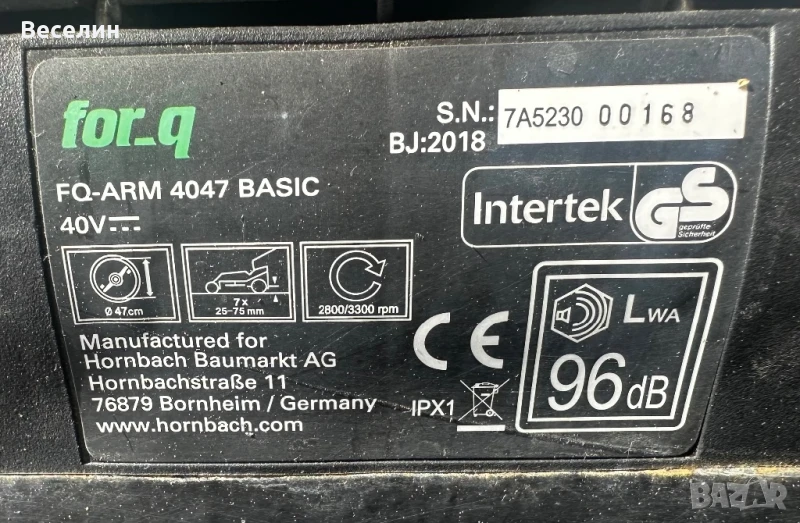 Веселин
for_q
S.N.: 7A5230 00168
BJ:2018
FQ-ARM 4047 BASIC
40V
Intertek
GS
geprüfte
Sicherheit
Ø 47cm
7x
25-75 mm
2800/3300 rpm
LWA
96dB
CE
Manufactured for
Hornbach Baumarkt AG
Hornbachstraße 11
76879 Bornheim / Germany
www.hornbach.com
IPX1
BAZAR